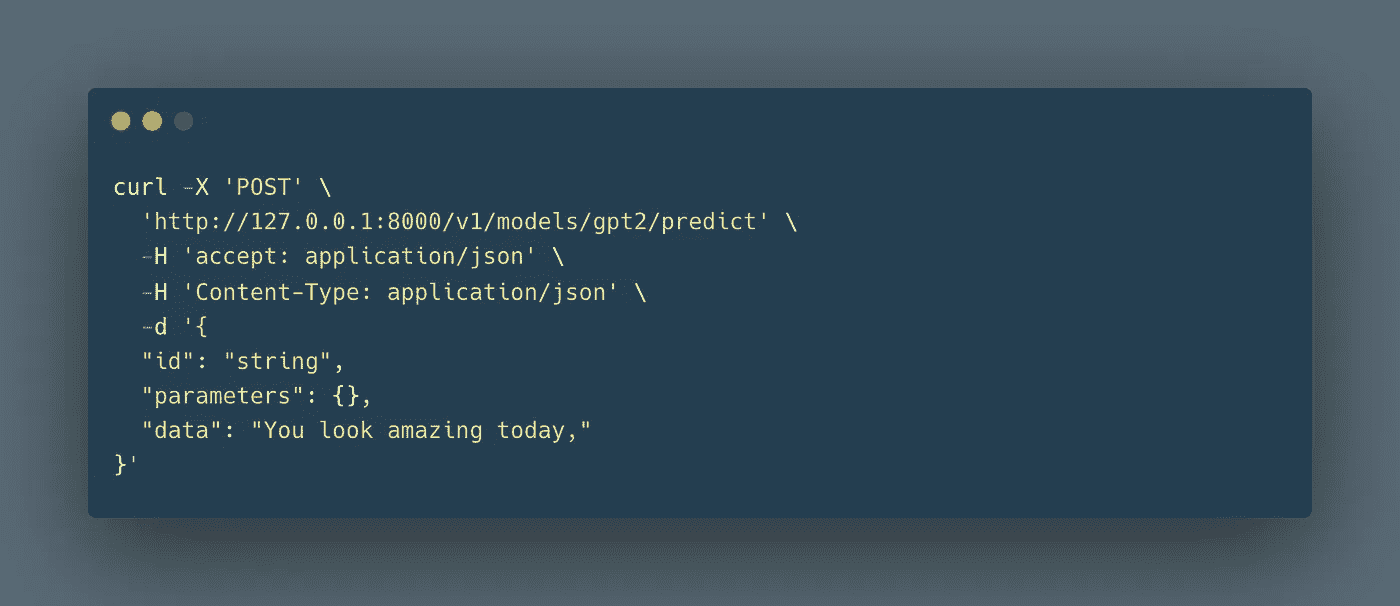 curl -X 'POST' \
  'http://127.0.0.1:8000/v1/models/gpt2/predict' \
  -H 'accept: application/json' \
  -H 'Content-Type: application/json' \
  -d '{
  "id": "string",
  "parameters": {},
  "data": "You look amazing today,"
}'